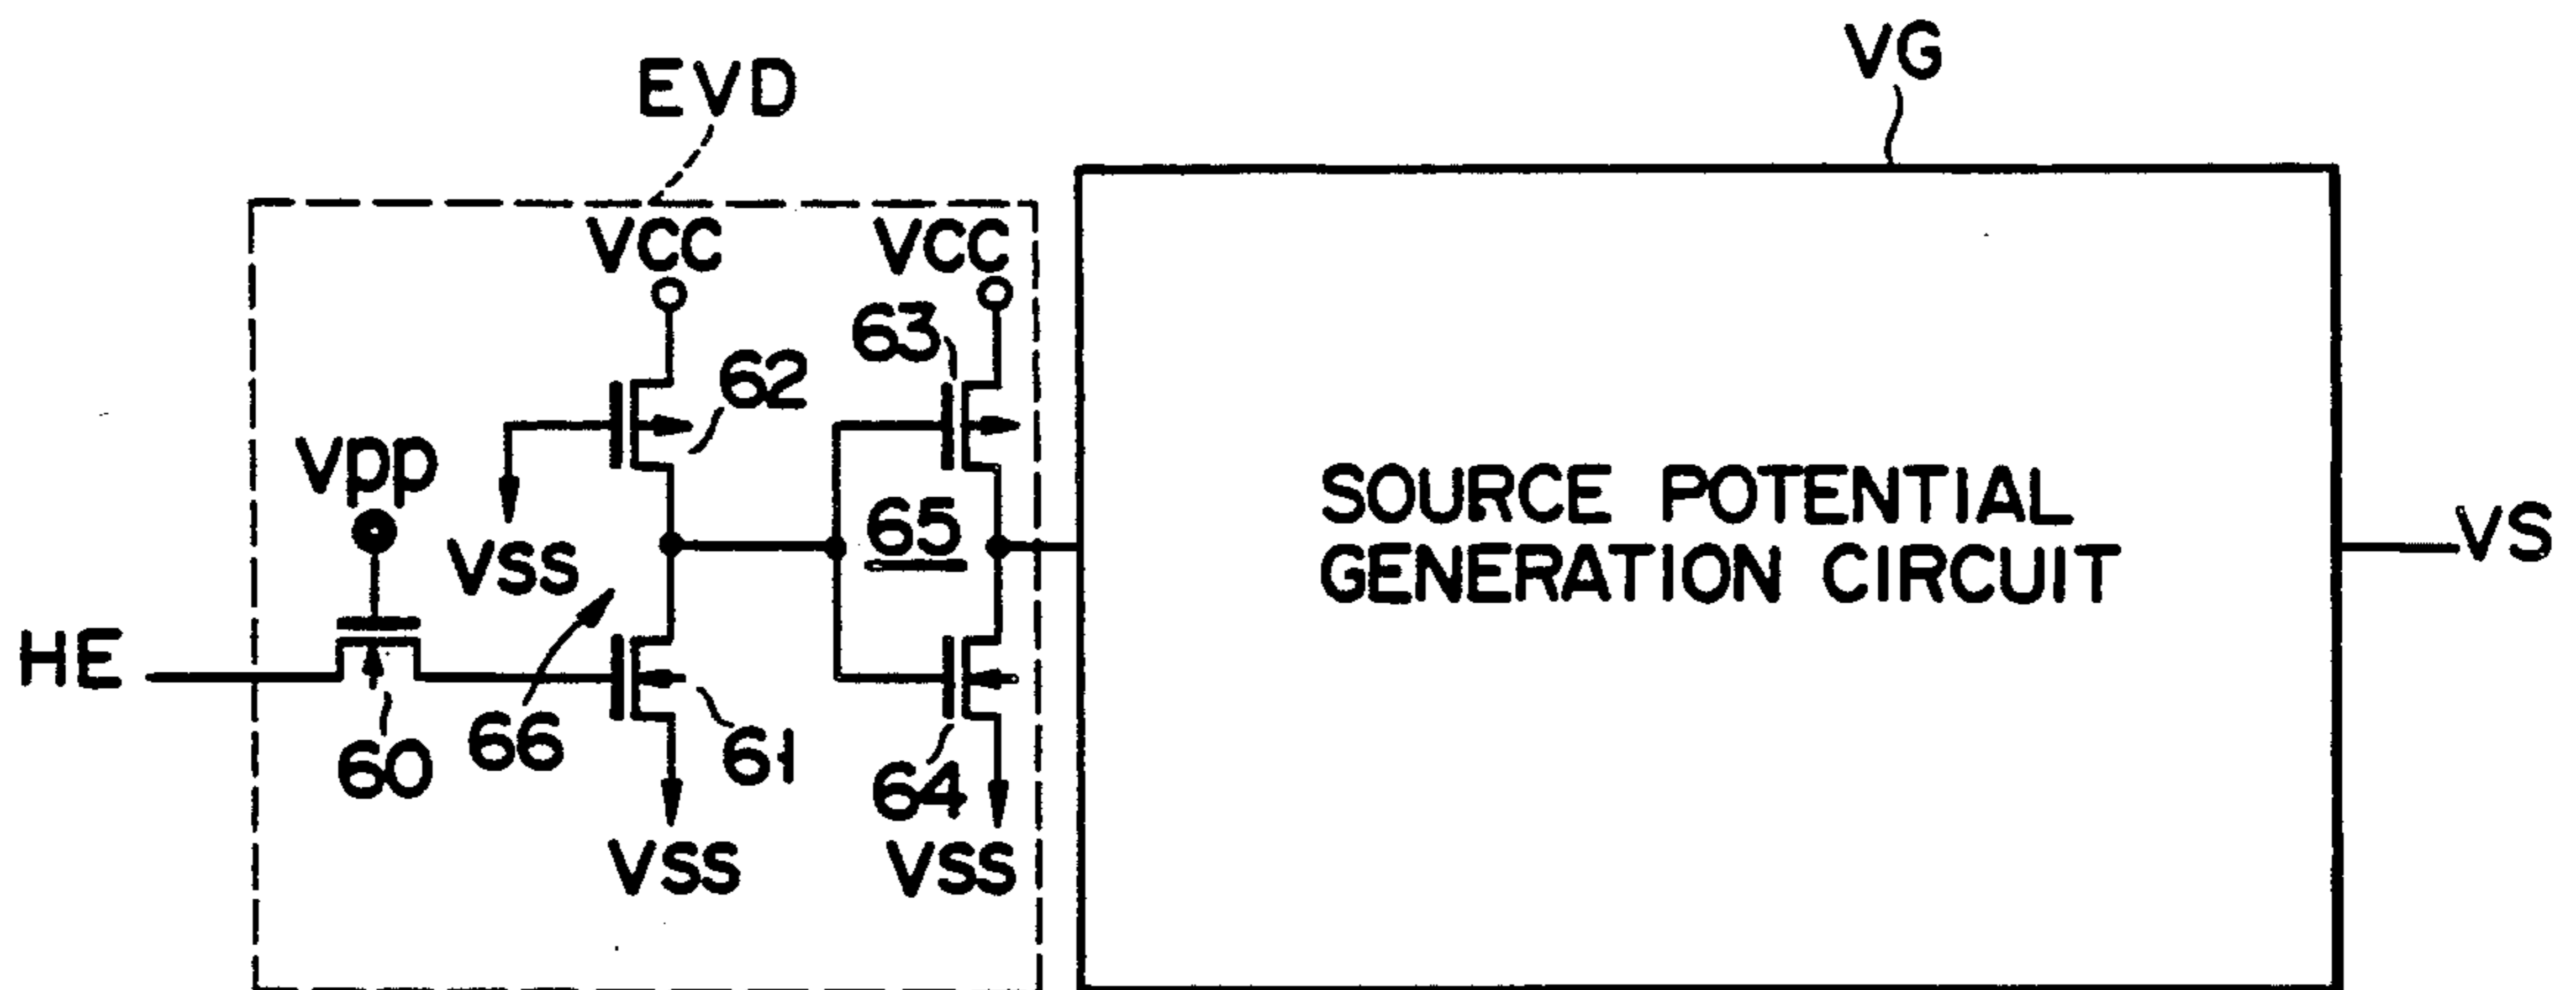 VG
EVD
VCC
VCC
63
62
Vpp
65
VSS
SOURCE POTENTIAL
GENERATION CIRCUIT
VS
HE
60
66
61
64
VSS
VSS